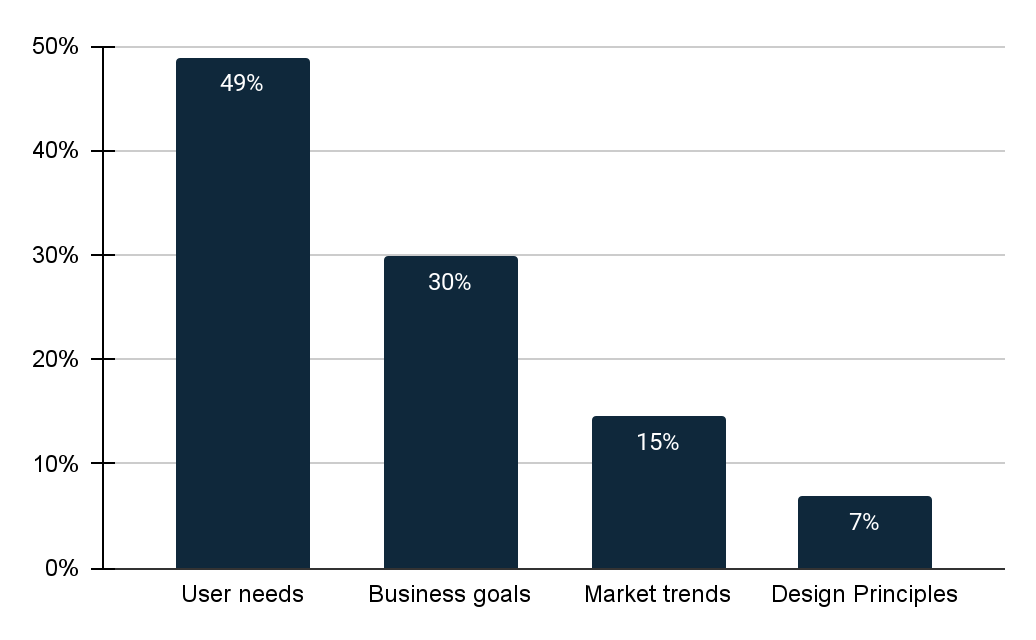 50%
49%
40%
30%
30%
20%
15%
10%
7%
0%
User needs
Business goals
Market trends
Design Principles